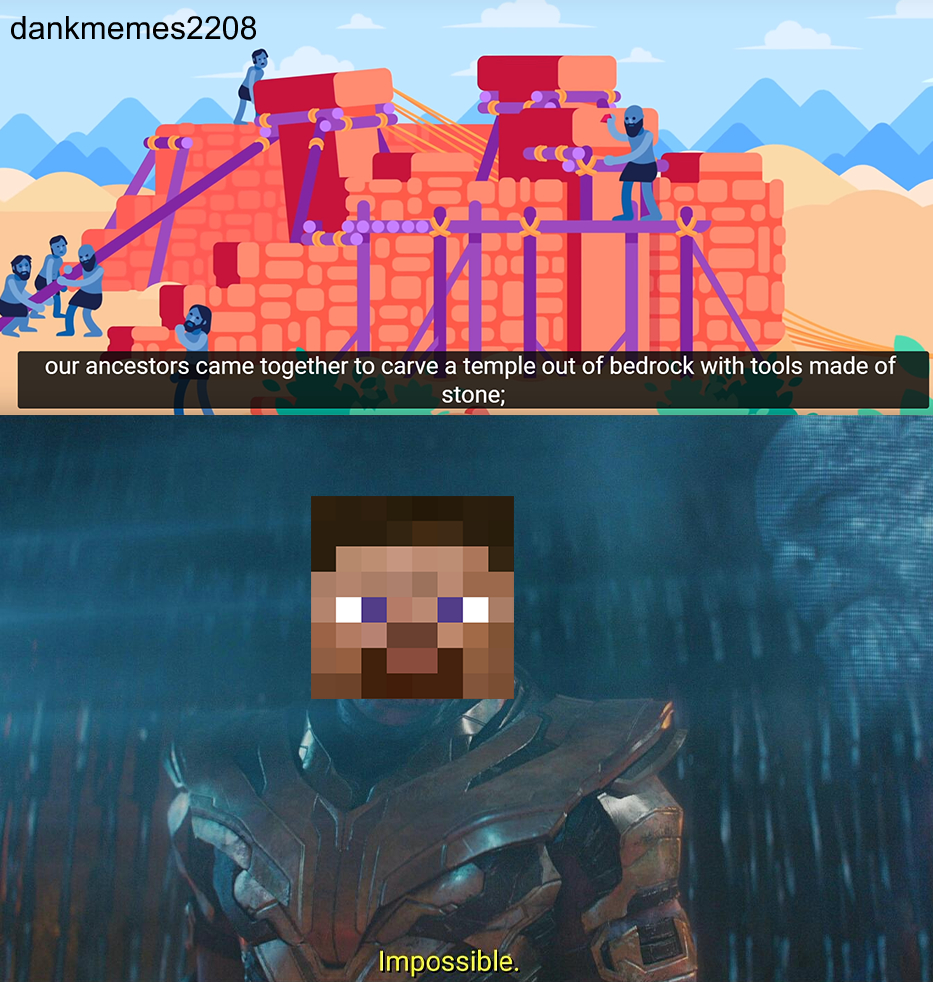 dankmemes2208
our ancestors came together to carve a temple out of bedrock with tools made of
stone;
Impossible.